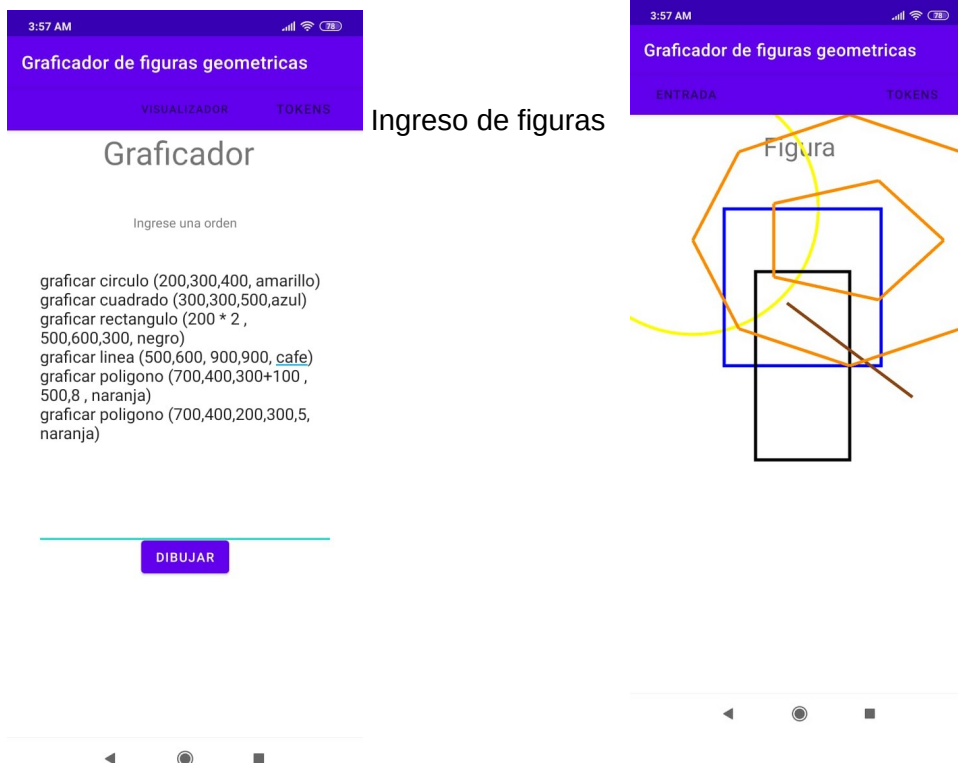 3:57 AM
78
Graficador de figuras geometricas
VISUALIZADOR TOKENS
Graficador
Ingrese una orden
graficar circulo (200,300,400, amarillo)
graficar cuadrado (300,300,500,azul)
graficar rectangulo (200 * 2 ,
500,600,300, negro)
graficar linea (500,600, 900,900, cafe)
graficar poligono (700,400,300+100 ,
500,8 , naranja)
graficar poligono (700,400,200,300,5,
naranja)
DIBUJAR
Ingreso de figuras
3:57 AM
78
Graficador de figuras geometricas
ENTRADA TOKENS
Figura